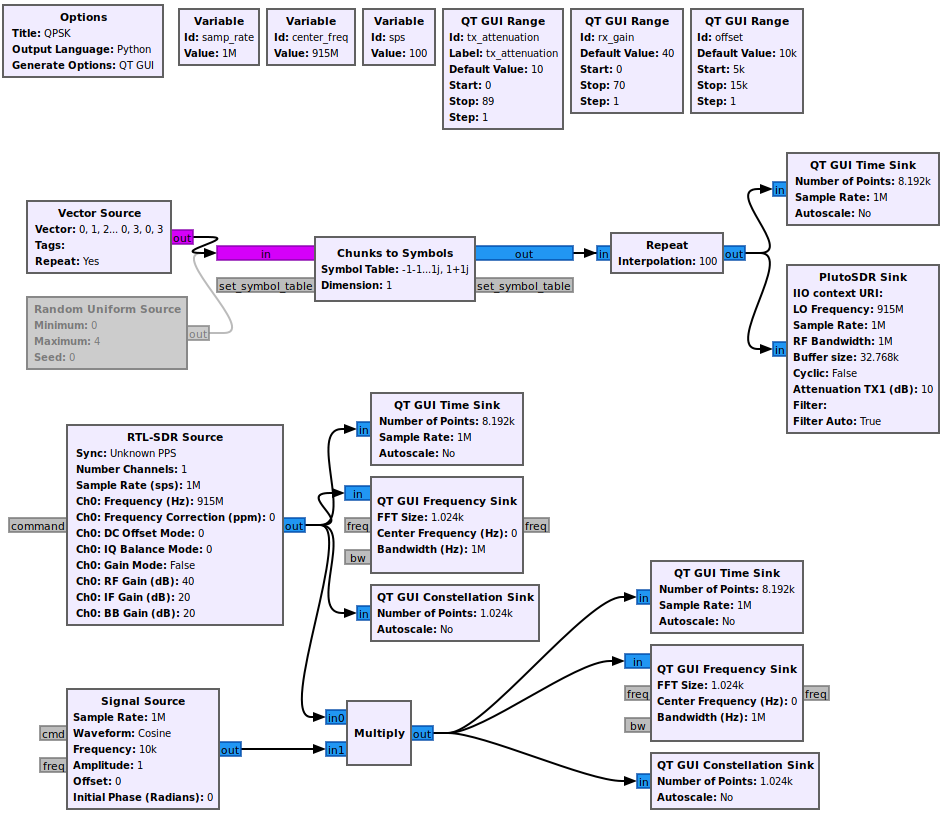 Options
Title: QPSK
Output Language: Python
Generate Options: QT GUI
Variable
Id: samp_rate
Value: 1M
Variable
Id: center_freq
Value: 915M
Variable
Id: sps
Value: 100
QT GUI Range
Id: tx_attenuation
Label: tx_attenuation
Default Value: 10
Start: 0
Stop: 89
Step: 1
QT GUI Range
Id: rx_gain
Default Value: 40
Start: 0
Stop: 70
Step: 1
QT GUI Range
Id: offset
Default Value: 10k
Start: 5k
Stop: 15k
Step: 1
Vector Source
Vector: 0, 1, 2... 0, 3, 0, 3
Tags:
Repeat: Yes
out
Random Uniform Source
Minimum: 0
Maximum: 4
Seed: 0
out
in
set_symbol_table
Chunks to Symbols
Symbol Table: -1-1...1j, 1+1j
Dimension: 1
out
set_symbol_table
in
Repeat
Interpolation: 100
out
in
QT GUI Time Sink
Number of Points: 8.192k
Sample Rate: 1M
Autoscale: No
in
PlutoSDR Sink
IIO context URI:
LO Frequency: 915M
Sample Rate: 1M
RF Bandwidth: 1M
Buffer size: 32.768k
Cyclic: False
Attenuation TX1 (dB): 10
Filter:
Filter Auto: True
command
RTL-SDR Source
Sync: Unknown PPS
Number Channels: 1
Sample Rate (sps): 1M
Ch0: Frequency (Hz): 915M
Ch0: Frequency Correction (ppm): 0
Ch0: DC Offset Mode: 0
Ch0: IQ Balance Mode: 0
Ch0: Gain Mode: False
Ch0: RF Gain (dB): 40
Ch0: IF Gain (dB): 20
Ch0: BB Gain (dB): 20
out
in
QT GUI Time Sink
Number of Points: 8.192k
Sample Rate: 1M
Autoscale: No
in
freq
bw
QT GUI Frequency Sink
FFT Size: 1.024k
Center Frequency (Hz): 0
Bandwidth (Hz): 1M
freq
in
QT GUI Constellation Sink
Number of Points: 1.024k
Autoscale: No
cmd
freq
Signal Source
Sample Rate: 1M
Waveform: Cosine
Frequency: 10k
Amplitude: 1
Offset: 0
Initial Phase (Radians): 0
out
in0
in1
Multiply
out
in
QT GUI Time Sink
Number of Points: 8.192k
Sample Rate: 1M
Autoscale: No
in
freq
bw
QT GUI Frequency Sink
FFT Size: 1.024k
Center Frequency (Hz): 0
Bandwidth (Hz): 1M
freq
in
QT GUI Constellation Sink
Number of Points: 1.024k
Autoscale: No